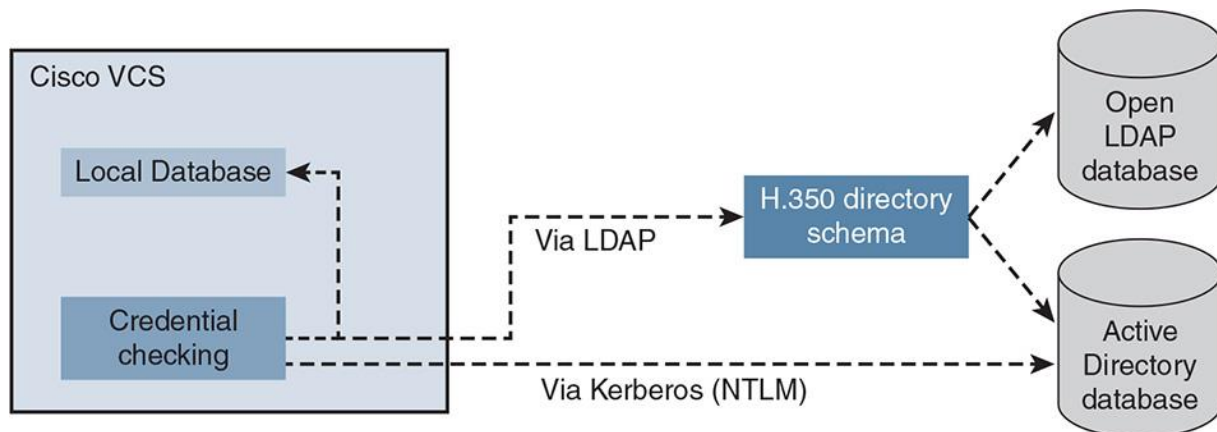 Cisco VCS
Local Database
Credential
checking
Via LDAP
Via Kerberos (NTLM)
H.350 directory
schema
Open
LDAP
database
Active
Directory
database